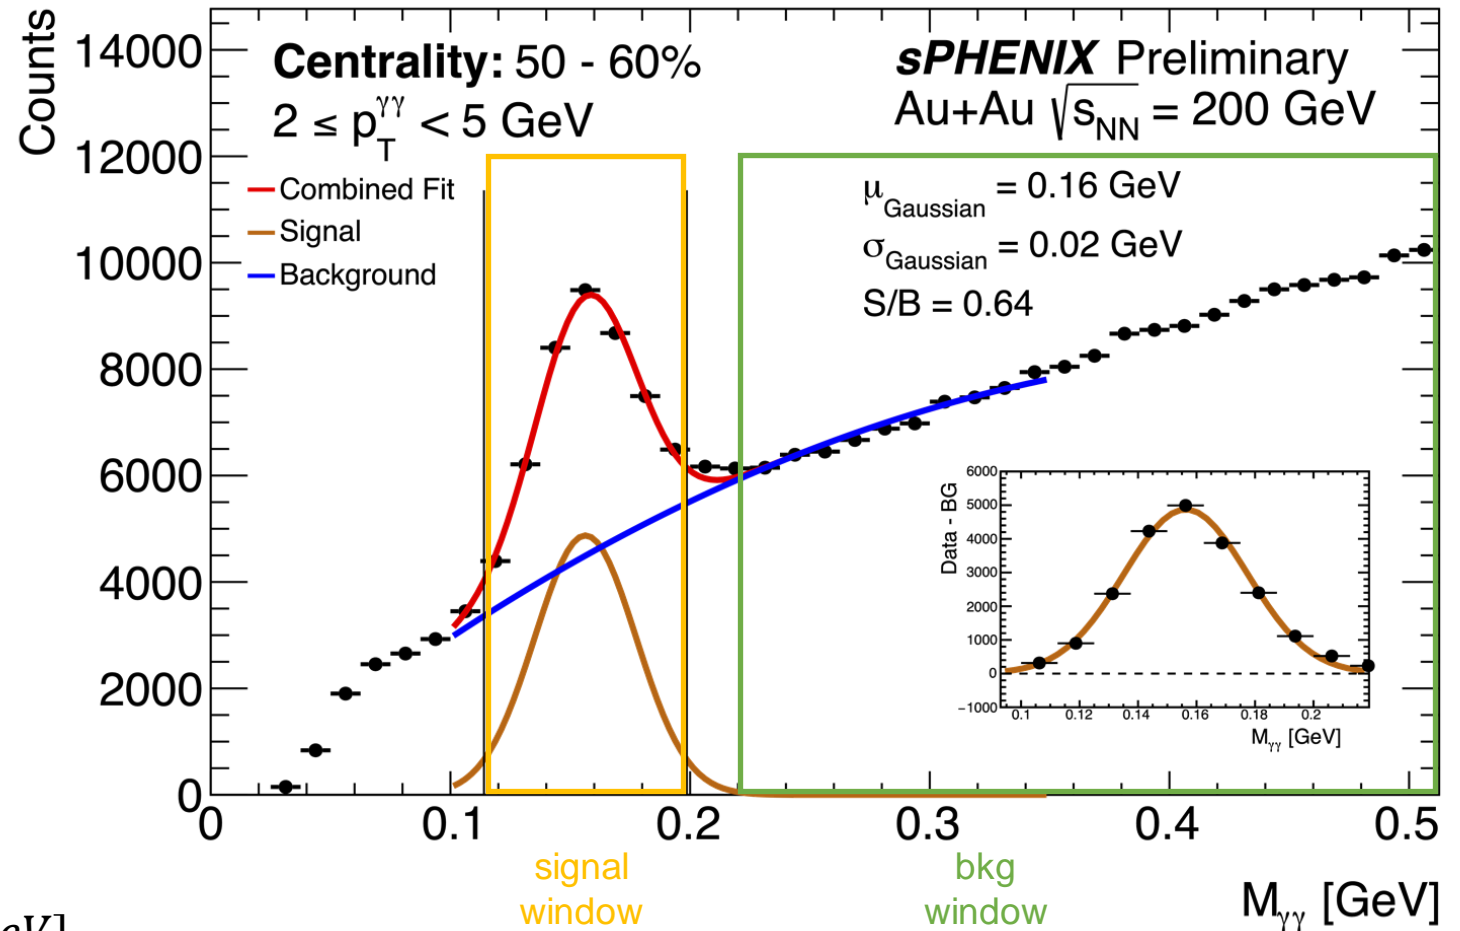 Counts
14000
12000
10000
8000
6000
4000
2000
0
Centrality: 50 - 60%
2 ≤ p_T^γγ < 5 GeV
Combined Fit
Signal
Background
sPHENIX Preliminary
Au+Au √s_NN = 200 GeV
μ_Gaussian = 0.16 GeV
σ_Gaussian = 0.02 GeV
S/B = 0.64
Data - BG
6000
5000
4000
3000
2000
1000
0
−1000
0.1 0.12 0.14 0.16 0.18 0.2
M_γγ [GeV]
0 0.1 0.2 0.3 0.4 0.5
signal
window
bkg
window
M_γγ [GeV]
eV]